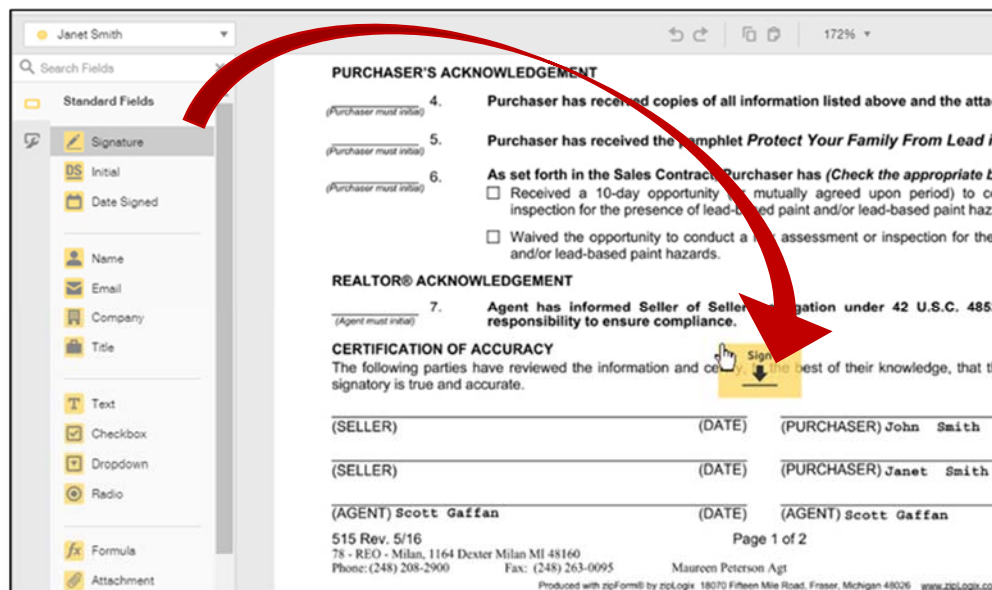 Janet Smith
172%
Search Fields
Standard Fields
Signature
DS Initial
Date Signed
Name
Email
Company
Title
T Text
Checkbox
Dropdown
Radio
fx Formula
Attachment
PURCHASER'S ACKNOWLEDGEMENT
4. Purchaser has received copies of all information listed above and the
(Purchaser must initial)
5. Purchaser has received the pamphlet Protect Your Family From Lead
(Purchaser must initial)
6. As set forth in the Sales Contract, Purchaser has (Check the appropriate
(Purchaser must initial)
Received a 10-day opportunity mutually agreed upon period) to
inspection for the presence of lead-based paint and/or lead-based paint
Waived the opportunity to conduct a assessment or inspection for the
and/or lead-based paint hazards.
REALTOR® ACKNOWLEDGEMENT
7. Agent has informed Seller of under 42 U.S.C.
(Agent must initial)
responsibility to ensure compliance.
Sign
CERTIFICATION OF ACCURACY
The following parties have reviewed the information and best of their knowledge, that
signatory is true and accurate.
(SELLER) (DATE) (PURCHASER) John Smith
(SELLER) (DATE) (PURCHASER) Janet Smith
(AGENT) Scott Gaffan (DATE) (AGENT) Scott Gaffan
515 Rev. 5/16 Page 1 of 2
78 - REO - Milan, 1164 Dexter Milan MI 48160
Phone: (248) 208-2900 Fax: (248) 263-0095 Maureen Peterson Agt
Produced with zipForm® by zipLogix 18070 Fifteen Mile Road, Fraser, Michigan 48026